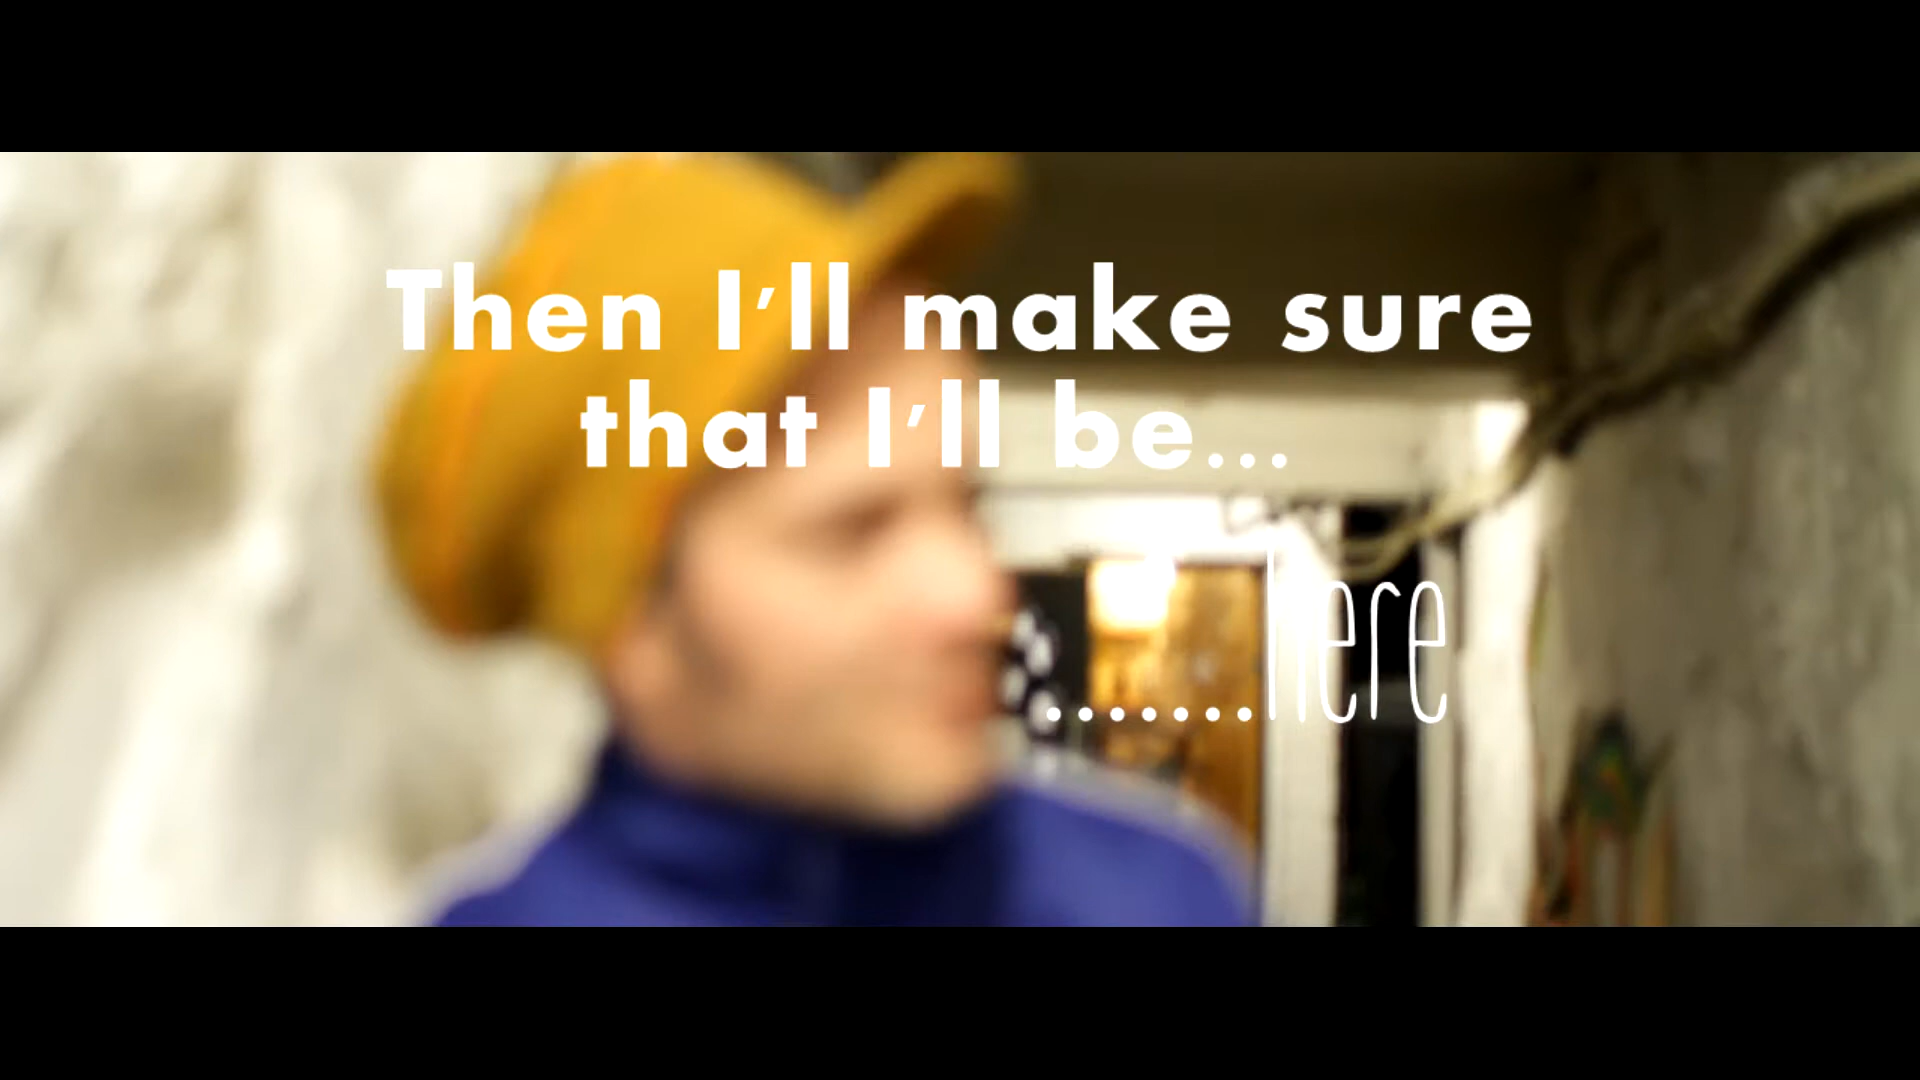 Then I'll make sure
that I'll be...
.......here